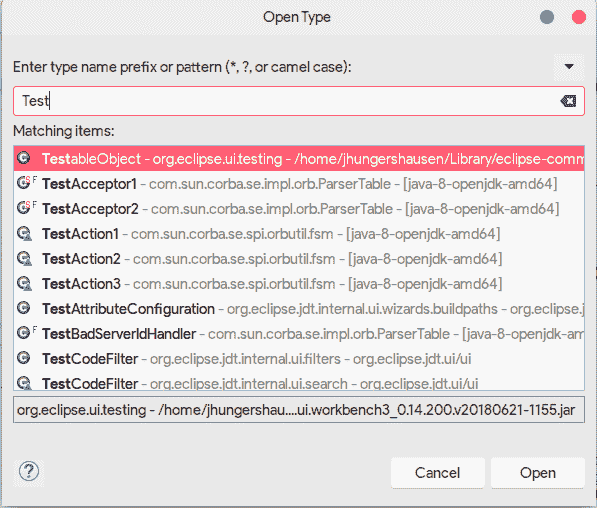 Open Type
Enter type name prefix or pattern (*, ?, or camel case):
Test
Matching items:
TestableObject - org.eclipse.ui.testing - /home/jhungershausen/Library/eclipse-comm
F TestAcceptor1 - com.sun.corba.se.impl.orb.ParserTable - [java-8-openjdk-amd64]
F TestAcceptor2 - com.sun.corba.se.impl.orb.ParserTable - [java-8-openjdk-amd64]
TestAction1 - com.sun.corba.se.spi.orbutil.fsm - [java-8-openjdk-amd64]
TestAction2 - com.sun.corba.se.spi.orbutil.fsm - [java-8-openjdk-amd64]
TestAction3 - com.sun.corba.se.spi.orbutil.fsm - [java-8-openjdk-amd64]
TestAttributeConfiguration - org.eclipse.jdt.internal.ui.wizards.buildpaths - org.eclipse.j
F TestBadServerIdHandler - com.sun.corba.se.impl.orb.ParserTable - [java-8-openjdk-am
TestCodeFilter - org.eclipse.jdt.internal.ui.filters - org.eclipse.jdt.ui/ui
TestCodeFilter - org.eclipse.jdt.internal.ui.search - org.eclipse.jdt.ui/ui
org.eclipse.ui.testing - /home/jhungershau....ui.workbench3_0.14.200.v20180621-1155.jar
? Cancel Open